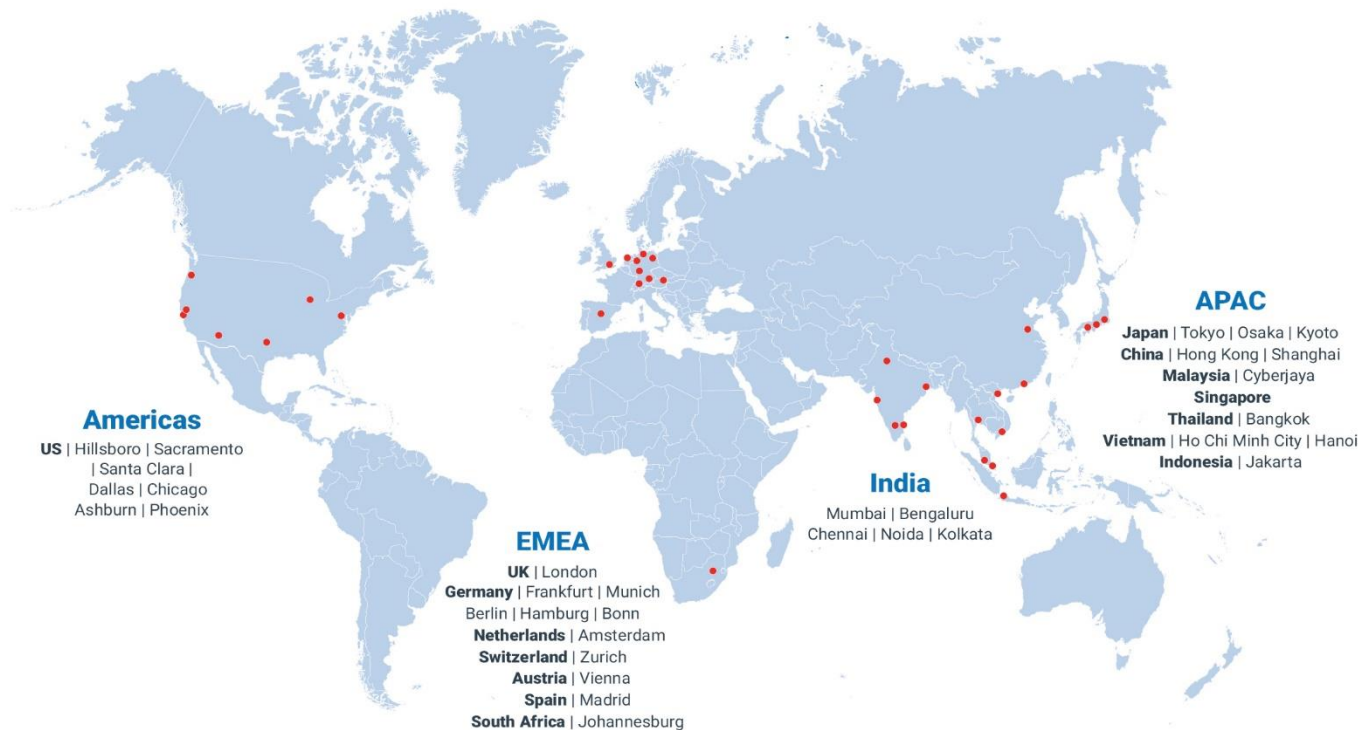 Americas
US | Hillsboro | Sacramento
| Santa Clara |
Dallas | Chicago
Ashburn | Phoenix
EMEA
UK | London
Germany | Frankfurt | Munich
Berlin | Hamburg | Bonn
Netherlands | Amsterdam
Switzerland | Zurich
Austria | Vienna
Spain | Madrid
South Africa | Johannesburg
India
Mumbai | Bengaluru
Chennai | Noida | Kolkata
APAC
Japan | Tokyo | Osaka | Kyoto
China | Hong Kong | Shanghai
Malaysia | Cyberjaya
Singapore
Thailand | Bangkok
Vietnam | Ho Chi Minh City | Hanoi
Indonesia | Jakarta